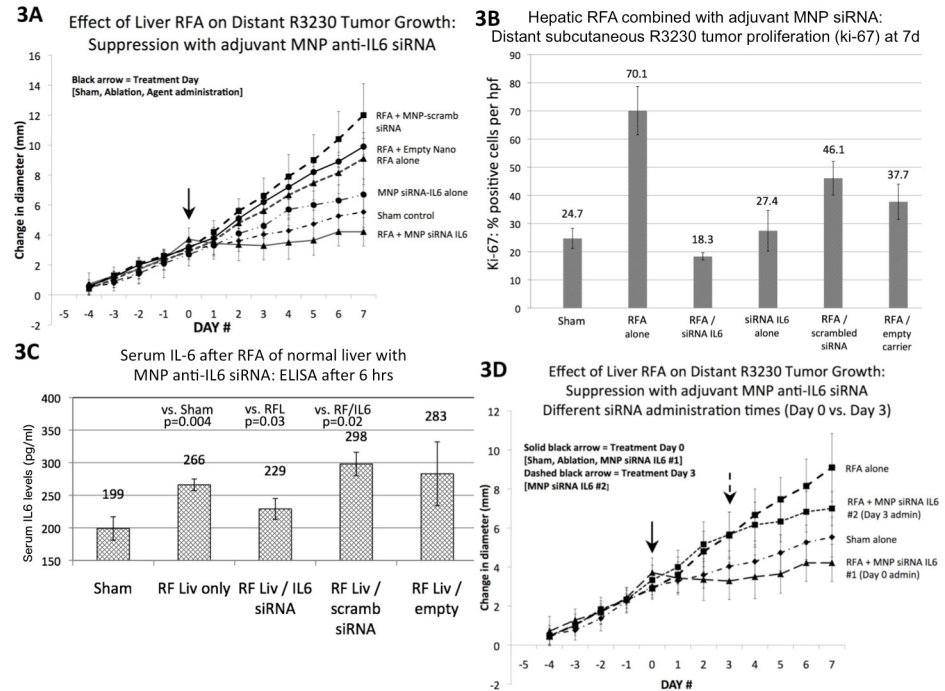 3A
Effect of Liver RFA on Distant R3230 Tumor Growth:
Suppression with adjuvant MNP anti-IL6 siRNA
Black arrow = Treatment Day
[Sham, Ablation, Agent administration]
Change in diameter (mm)
16
14
12
10
8
6
4
2
0
-2
-5 -4 -3 -2 -1 0 1 2 3 4 5 6 7
DAY #
RFA + MNP-scramb
siRNA
RFA + Empty Nano
RFA alone
MNP siRNA-IL6 alone
Sham control
RFA + MNP siRNA IL6
3B
Hepatic RFA combined with adjuvant MNP siRNA:
Distant subcutaneous R3230 tumor proliferation (ki-67) at 7d
Ki-67: % positive cells per hpf
90
80
70
60
50
40
30
20
10
0
24.7
70.1
18.3
27.4
46.1
37.7
Sham
RFA
alone
RFA /
siRNA IL6
siRNA IL6
alone
RFA /
scrambled
siRNA
RFA /
empty
carrier
3C
Serum IL-6 after RFA of normal liver with
MNP anti-IL6 siRNA: ELISA after 6 hrs
Serum IL6 levels (pg/ml)
400
350
300
250
200
150
199
vs. Sham
p=0.004
266
vs. RFL
p=0.03
229
vs. RF/IL6
p=0.02
298
283
Sham
RF Liv only
RF Liv / IL6
siRNA
RF Liv /
scramb
siRNA
RF Liv /
empty
3D
Effect of Liver RFA on Distant R3230 Tumor Growth:
Suppression with adjuvant MNP anti-IL6 siRNA
Different siRNA administration times (Day 0 vs. Day 3)
Solid black arrow = Treatment Day 0
[Sham, Ablation, MNP siRNA IL6 #1]
Dashed black arrow = Treatment Day 3
[MNP siRNA IL6 #2]
Change in diameter (mm)
12
10
8
6
4
2
0
-2
-5 -4 -3 -2 -1 0 1 2 3 4 5 6 7
DAY #
RFA alone
RFA + MNP siRNA IL6
#2 (Day 3 admin)
Sham alone
RFA + MNP siRNA IL6
#1 (Day 0 admin)